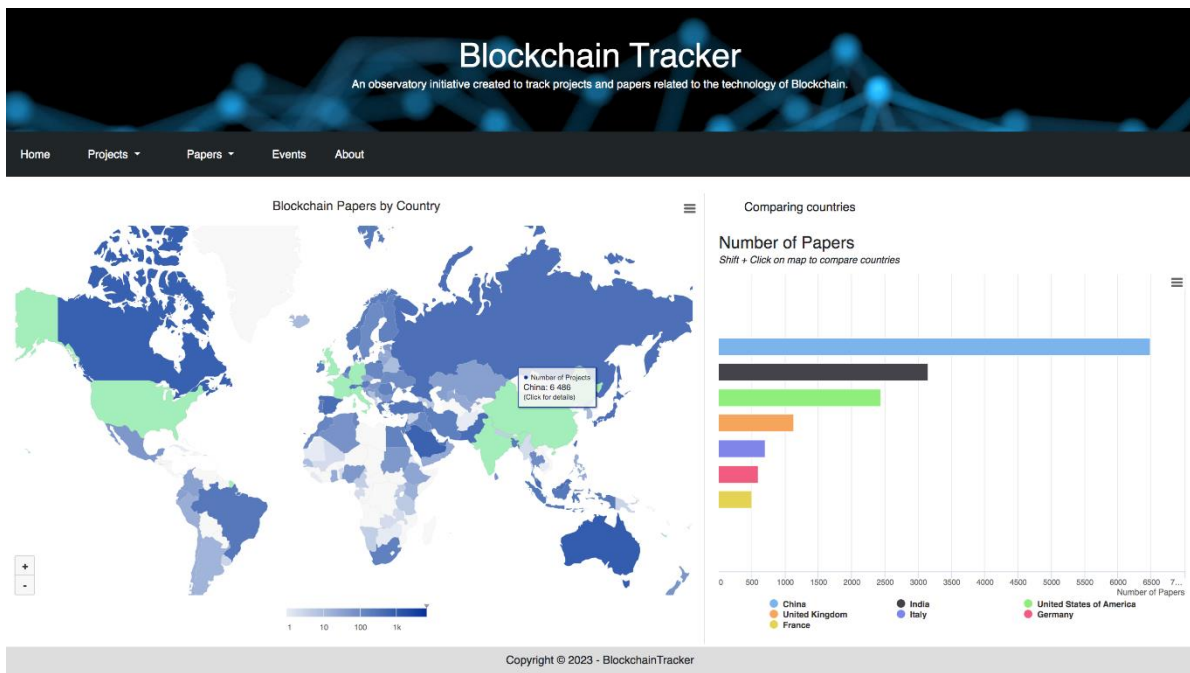 Blockchain Tracker
An observatory initiative created to track projects and papers related to the technology of Blockchain.
Home Projects Papers Events About
Blockchain Papers by Country
Number of Projects
China: 6 486
(Click for details)
+
-
1 10 100 1k
Comparing countries
Number of Papers
Shift + Click on map to compare countries
0 500 1000 1500 2000 2500 3000 3500 4000 4500 5000 5500 6000 6500 7...
Number of Papers
China India United States of America
United Kingdom Italy Germany
France
Copyright © 2023 - BlockchainTracker